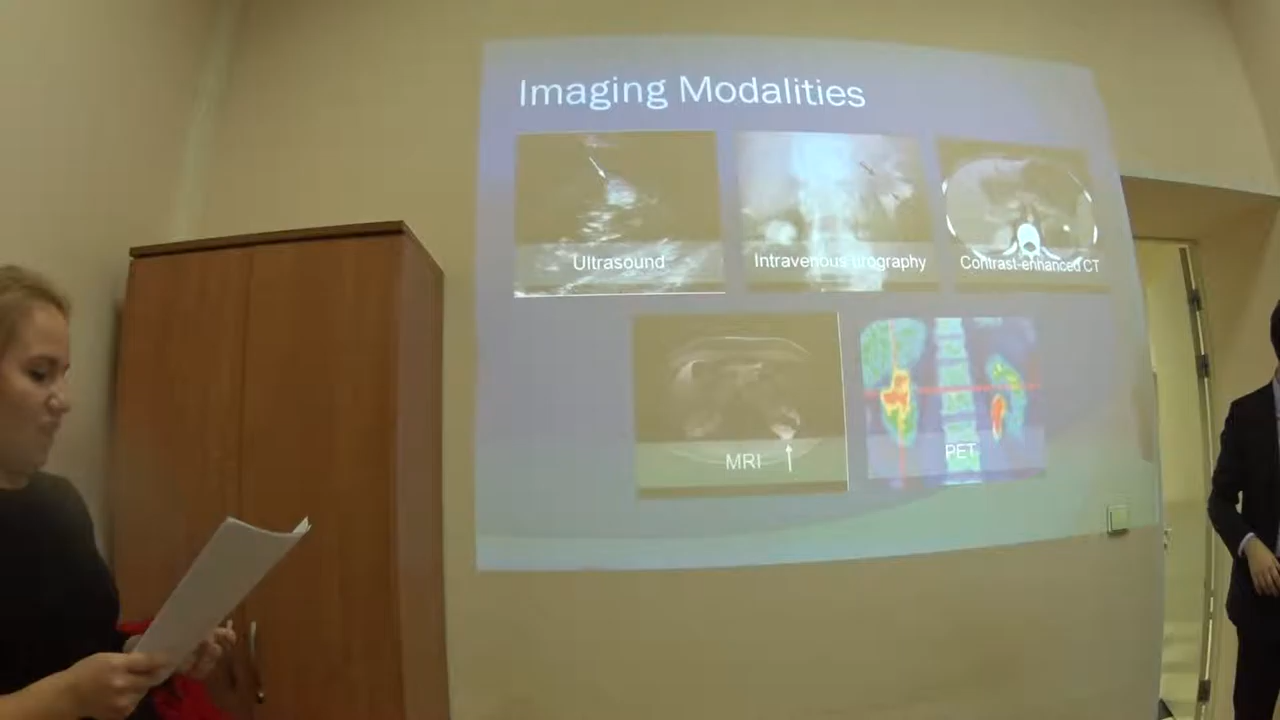 Imaging Modalities
Ultrasound
Intravenous urography
Contrast-enhanced CT
MRI
PET